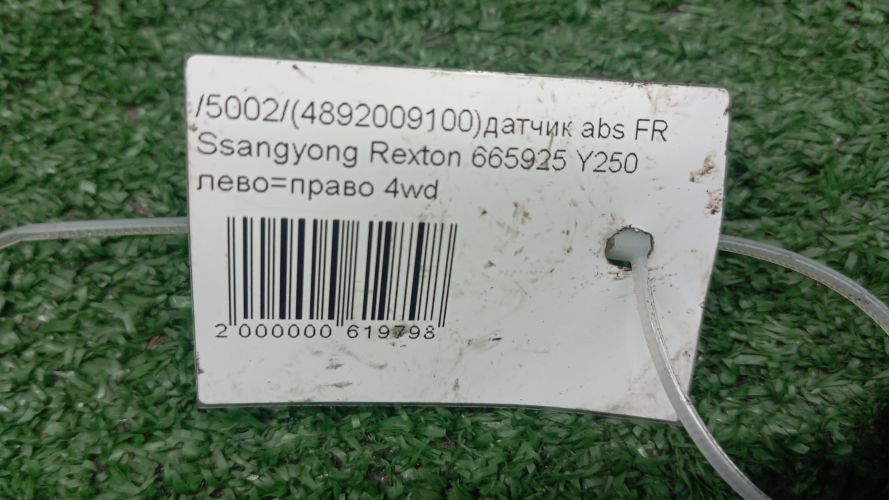 /5002/(4892009100)датчик abs FR
Ssangyong Rexton 665925 Y250
лево=право 4wd
2 000000 619798